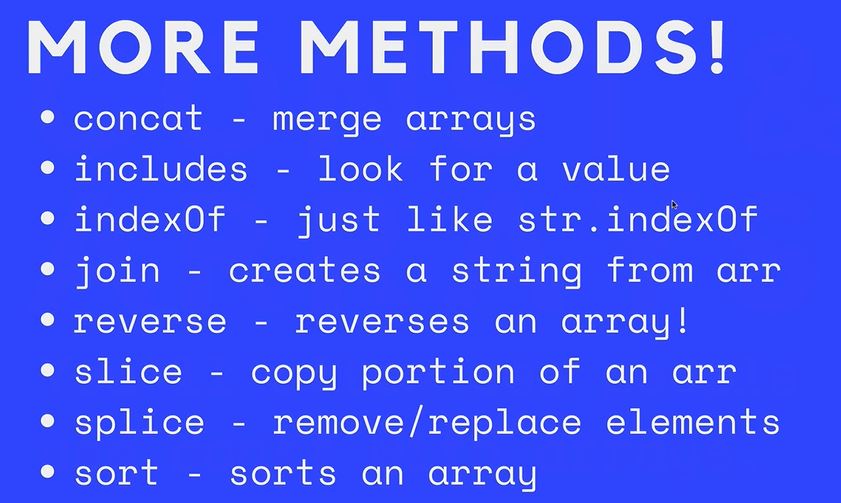 MORE METHODS!
• concat - merge arrays
• includes - look for a value
• indexOf - just like str.indexOf
• join - creates a string from arr
• reverse - reverses an array!
• slice - copy portion of an arr
• splice - remove/replace elements
• sort - sorts an array